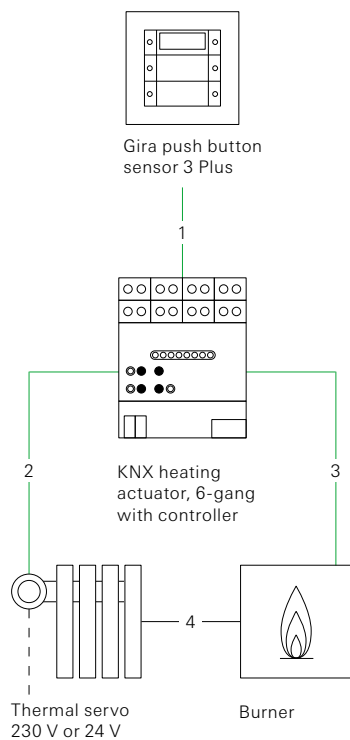 Gira push button
sensor 3 Plus
1
2
3
KNX heating
actuator, 6-gang
with controller
4
Thermal servo
230 V or 24 V
Burner